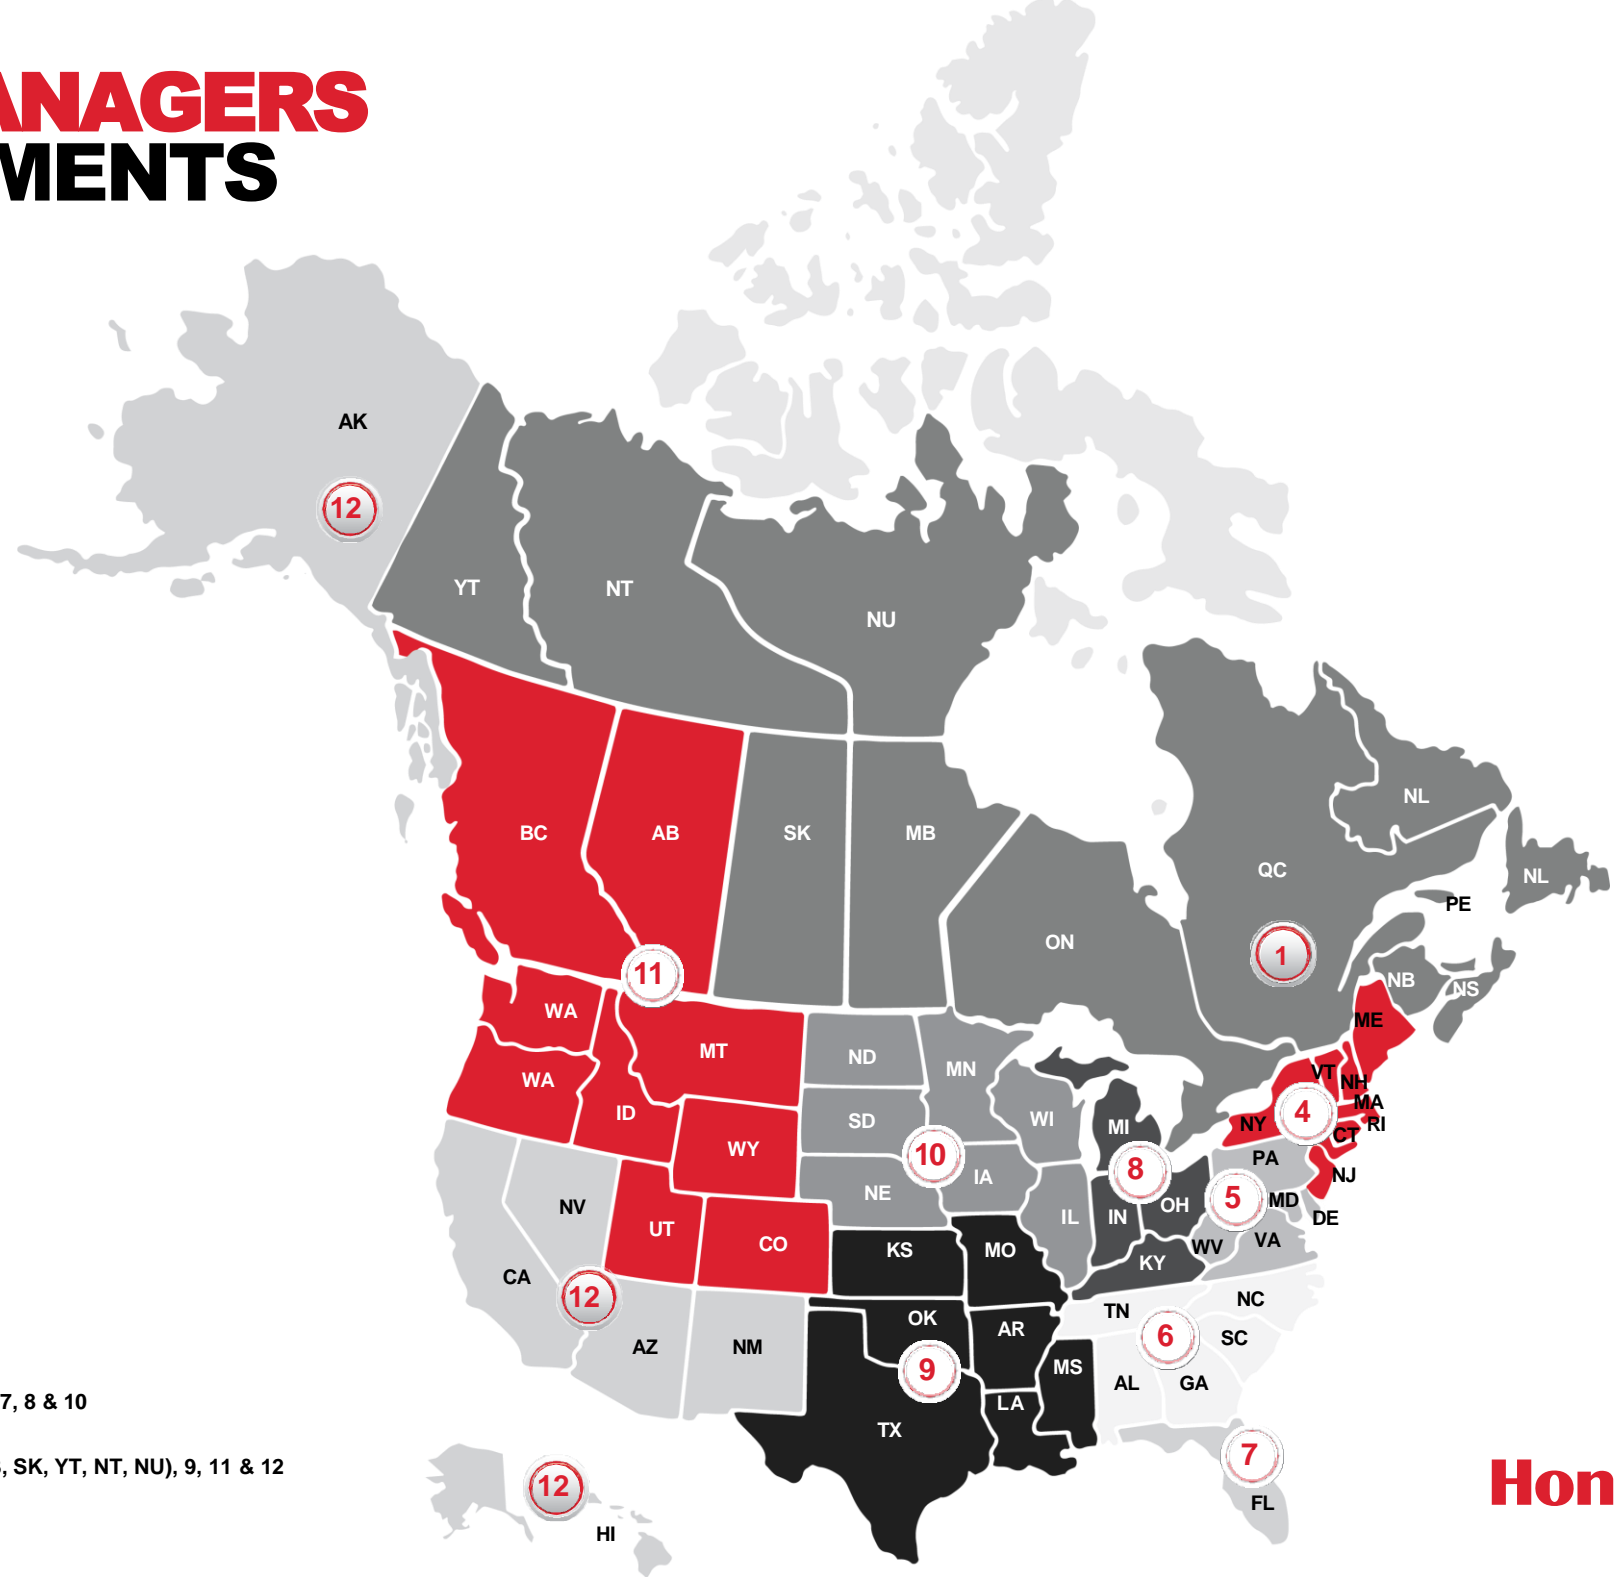 ANAGERS
MENTS
AK
12
YT
NT
NU
BC
AB
SK
MB
ON
QC
NL
NL
PE
1
NB
NS
11
WA
WA
MT
ID
WY
ND
MN
SD
WI
MI
ME
VT
NH
MA
RI
CT
NY
4
10
8
PA
NJ
5
MD
DE
NE
IA
IL
IN
OH
WV
VA
NV
UT
CO
KS
MO
KY
CA
12
AZ
NM
OK
AR
TN
NC
6
SC
9
MS
AL
GA
LA
TX
7, 8 & 10
7
FL
, SK, YT, NT, NU), 9, 11 & 12
12
HI
Hon